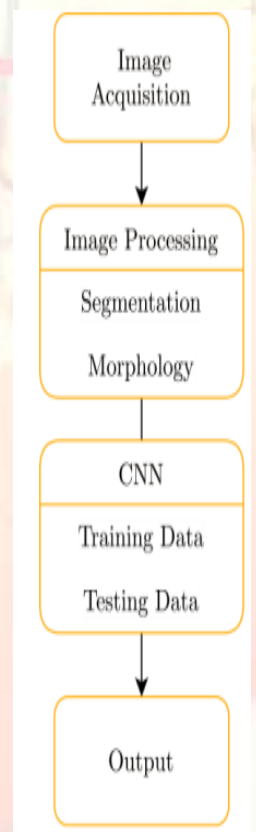 Image
Acquisition
Image Processing
Segmentation
Morphology
CNN
Training Data
Testing Data
Output